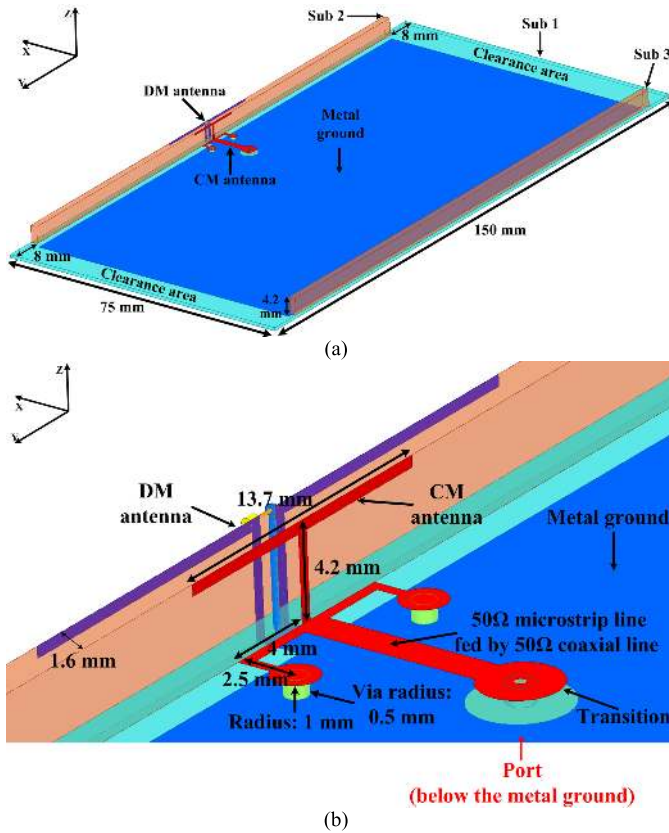 Z
X
Y
Sub 2
Sub 1
8 mm
Clearance area
Sub 3
DM antenna
Metal
ground
CM antenna
150 mm
8 mm
Clearance area
4.2
mm
75 mm
(a)
Z
X
Y
DM
antenna
13.7 mm
CM
antenna
Metal ground
4.2 mm
50Ω microstrip line
fed by 50Ω coaxial line
1.6 mm
4 mm
2.5 mm
Via radius:
0.5 mm
Radius: 1 mm
Transition
Port
(below the metal ground)
(b)